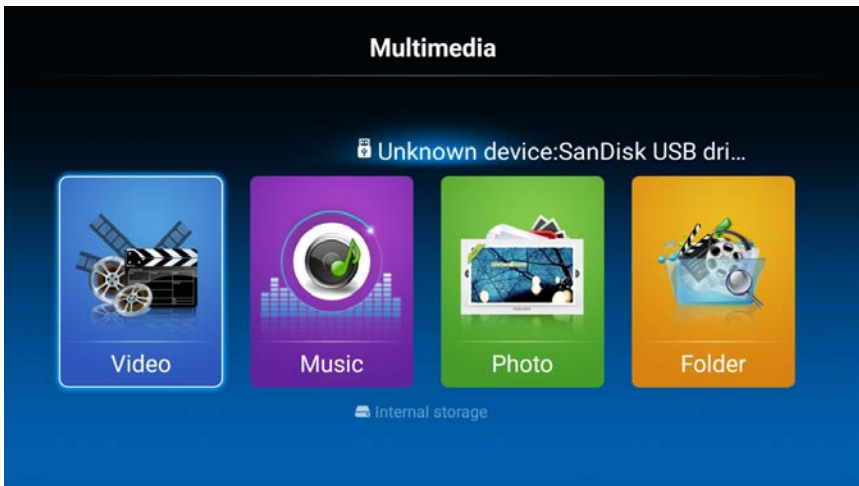 Multimedia
Unknown device:SanDisk USB dri...
Video
Music
Photo
Folder
Internal storage